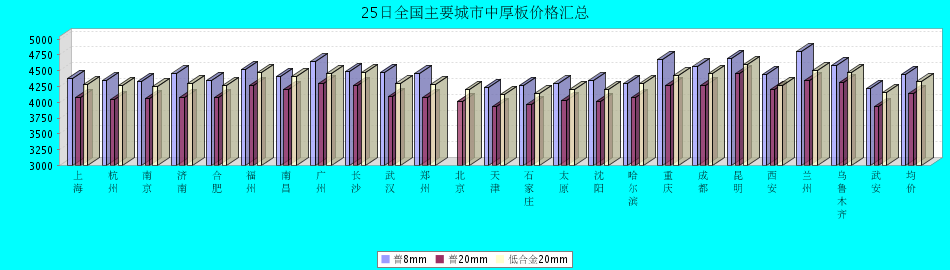 25日全国主要城市中厚板价格汇总
5000
4750
4500
4250
4000
3750
3500
3250
3000
上海
杭州
南京
济南
合肥
福州
南昌
广州
长沙
武汉
郑州
北京
天津
石家庄
太原
沈阳
哈尔滨
重庆
成都
昆明
西安
兰州
乌鲁木齐
武安
均价
普8mm 普20mm 低合金20mm